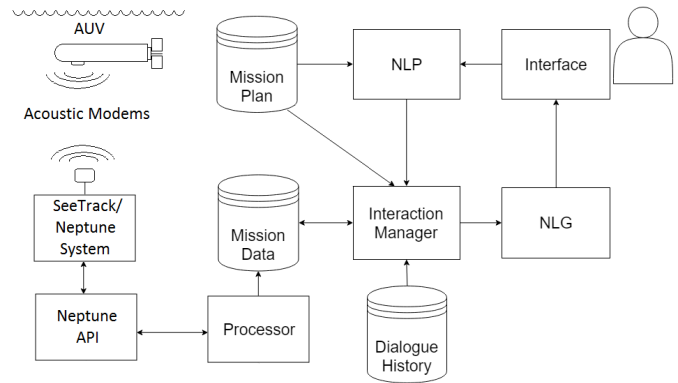 AUV
Acoustic Modems
Mission
Plan
NLP
Interface
SeeTrack/
Neptune
System
Mission
Data
Interaction
Manager
NLG
Neptune
API
Processor
Dialogue
History